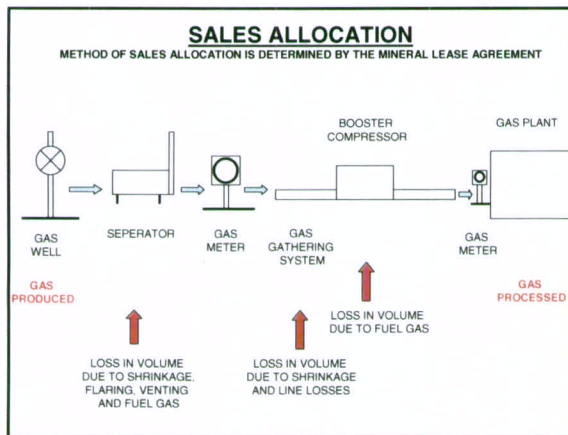 SALES ALLOCATION
METHOD OF SALES ALLOCATION IS DETERMINED BY THE MINERAL LEASE AGREEMENT
BOOSTER
COMPRESSOR
GAS PLANT
GAS
WELL
SEPERATOR
GAS
METER
GAS
GATHERING
SYSTEM
GAS
METER
GAS
PRODUCED
GAS
PROCESSED
LOSS IN VOLUME
DUE TO FUEL GAS
LOSS IN VOLUME
DUE TO SHRINKAGE,
FLARING, VENTING
AND FUEL GAS
LOSS IN VOLUME
DUE TO SHRINKAGE
AND LINE LOSSES